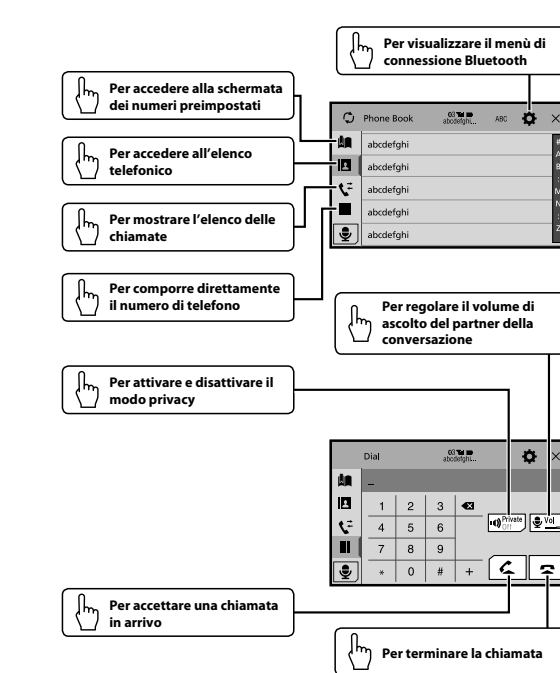 Per visualizzare il menù di
connessione Bluetooth
Per accedere alla schermata
dei numeri preimpostati
Per accedere all'elenco
telefonico
Per mostrare l'elenco delle
chiamate
Per comporre direttamente
il numero di telefono
Phone Book
abcdefghi...
ABC
abcdefghi
abcdefghi
abcdefghi
abcdefghi
abcdefghi
#
A
B
:
M
N
:
Z
Per regolare il volume di
ascolto del partner della
conversazione
Per attivare e disattivare il
modo privacy
Dial
abcdefghi...
_
1 2 3
4 5 6
7 8 9
* 0 # +
Private
Off
Vol
Per accettare una chiamata
in arrivo
Per terminare la chiamata